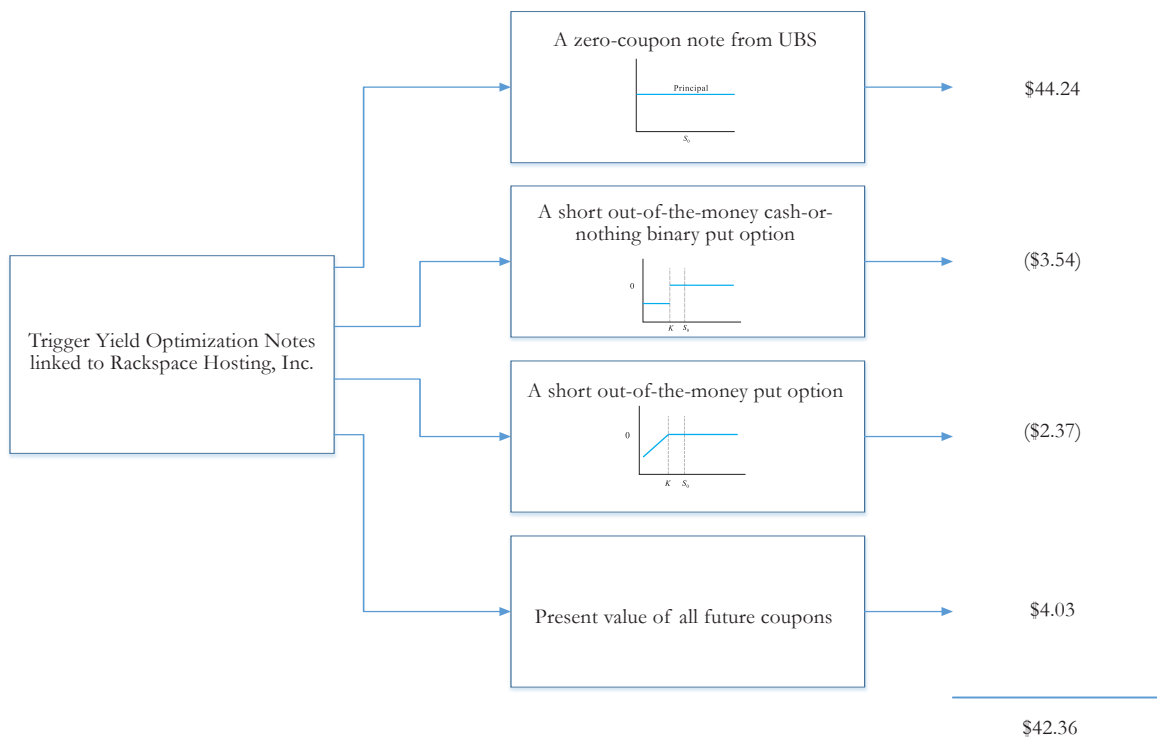 A zero-coupon note from UBS
Principal
S0
$44.24
A short out-of-the-money cash-or-
nothing binary put option
0
K
S0
($3.54)
Trigger Yield Optimization Notes
linked to Rackspace Hosting, Inc.
A short out-of-the-money put option
0
K
S0
($2.37)
Present value of all future coupons
$4.03
$42.36